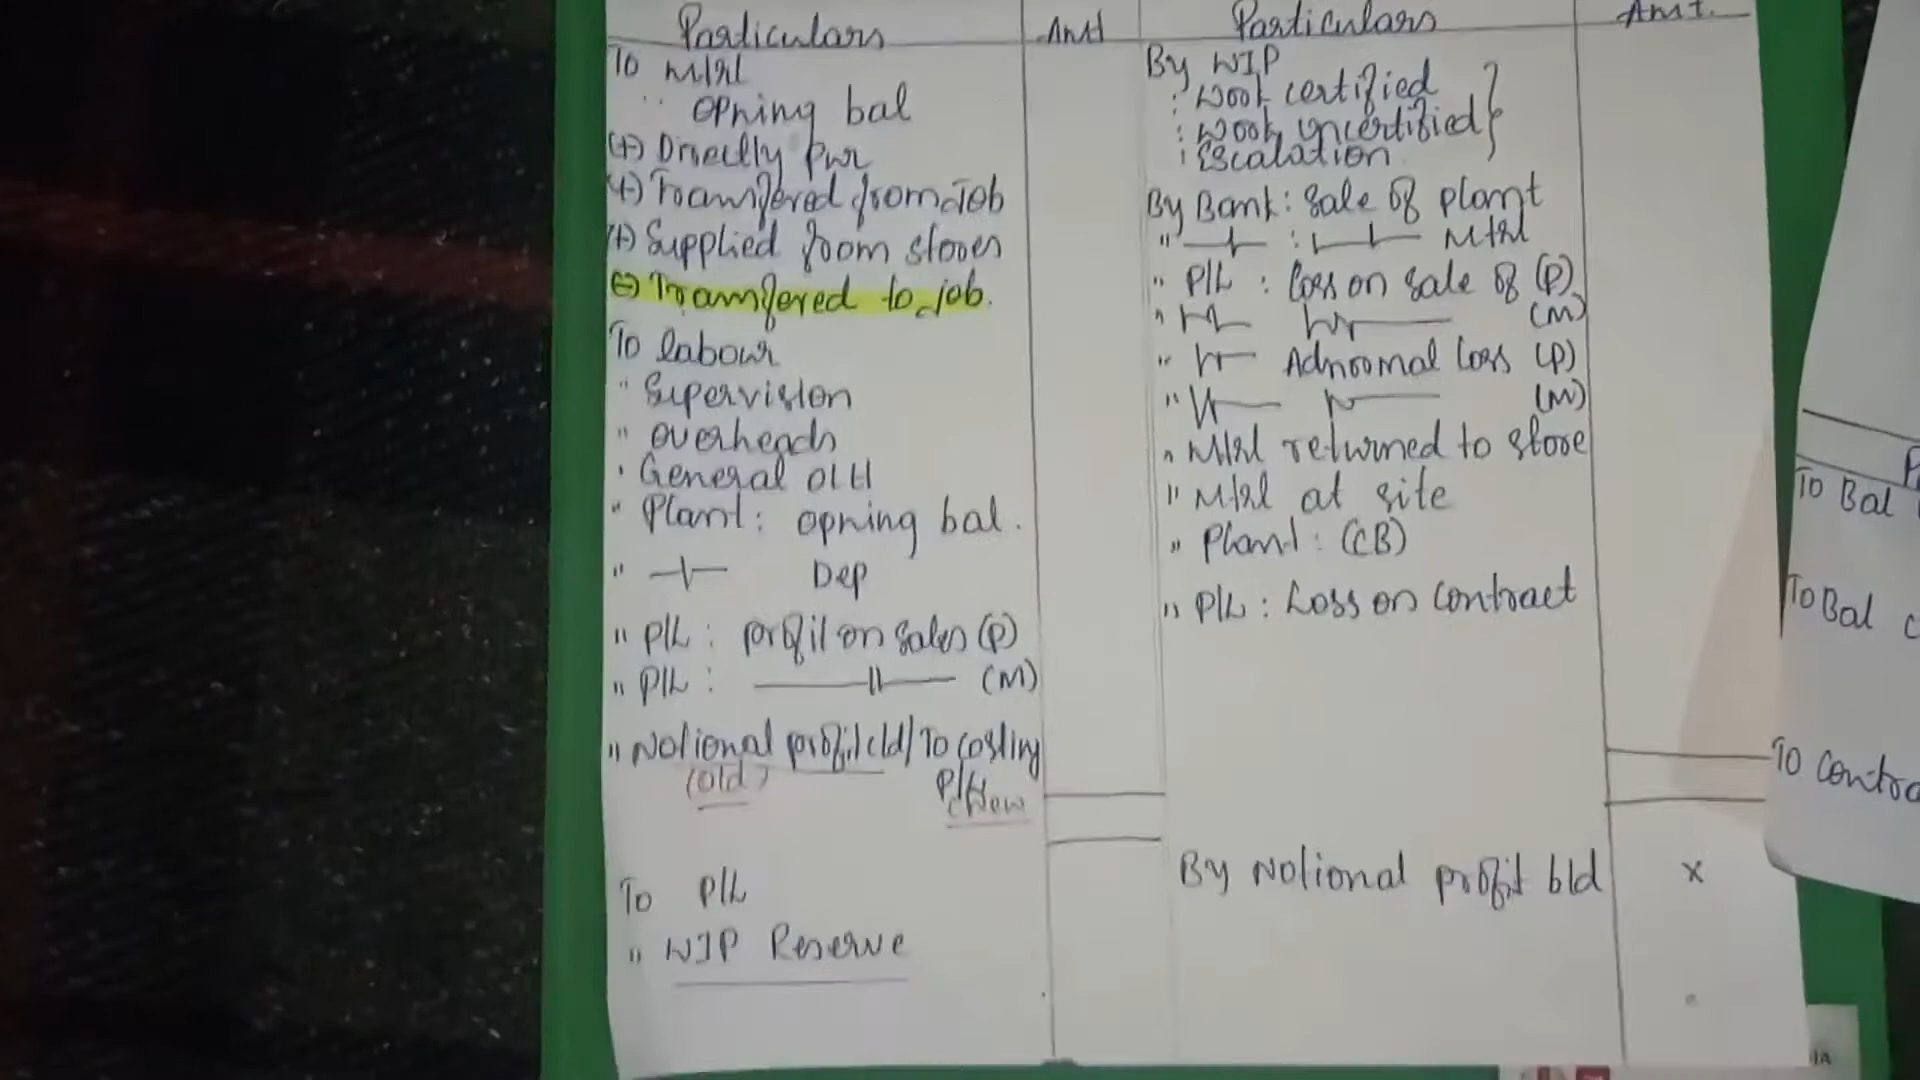 Particulars
Amt
To Mtrl
Opning bal
(+) Directly pur
(+) Transfered from Job
(+) Supplied from stores
(-) Transfered to job.
To labour
" Supervision
" overheads
" General O/H
" Plant: opning bal.
" Dep
" P/L: profit on sales (P)
" P/L: —11— (M)
" Notional profit c/d / To costing
(old)
P/L
(New
To P/L
" WIP Reserve
Particulars
Amt.
By WIP
: Work certified
: Work uncertified
: Escalation
By Bank: Sale of plant
" : Mtrl
" P/L : loss on sale of (P)
" (M)
" Adnormal loss (P)
" (M)
" Mtrl returned to store
" Mtrl at site
" Plant: (CB)
" P/L: Loss on contract
By Notional profit b/d
x
To Bal
To Bal c
To contra